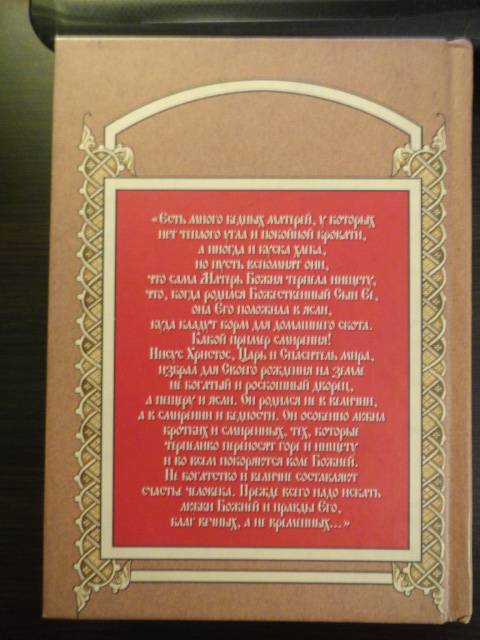 «Есть много бедных матерей, у которых
нет теплого угла и покойной кровати,
а иногда и куска хлеба,
но пусть вспомнят они,
что сама Матерь Божия терпела нищету,
что, когда родился Божественный Сын Её,
она Его положила в ясли,
куда кладут корм для домашнего скота.
Какой пример смирения!
Иисус Христос, Царь и Спаситель мира,
избрал для Своего рождения на земле
не богатый и роскошный дворец,
а пещеру и ясли. Он родился не в величии,
а в смирении и бедности. Он особенно любил
кротких и смиренных, тех, которые
терпеливо переносят горе и нищету
и во всем покоряются воле Божией.
Не богатство и величие составляют
счастье человека. Прежде всего надо искать
любви Божией и правды Его,
благ вечных, а не временных...»